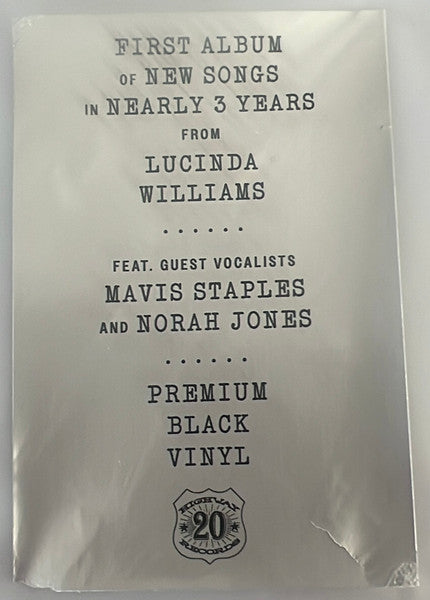 FIRST ALBUM
OF NEW SONGS
IN NEARLY 3 YEARS
FROM
LUCINDA
WILLIAMS
......
FEAT. GUEST VOCALISTS
MAVIS STAPLES
AND NORAH JONES
......
PREMIUM
BLACK
VINYL
HIGHWAY
20
RECORDS